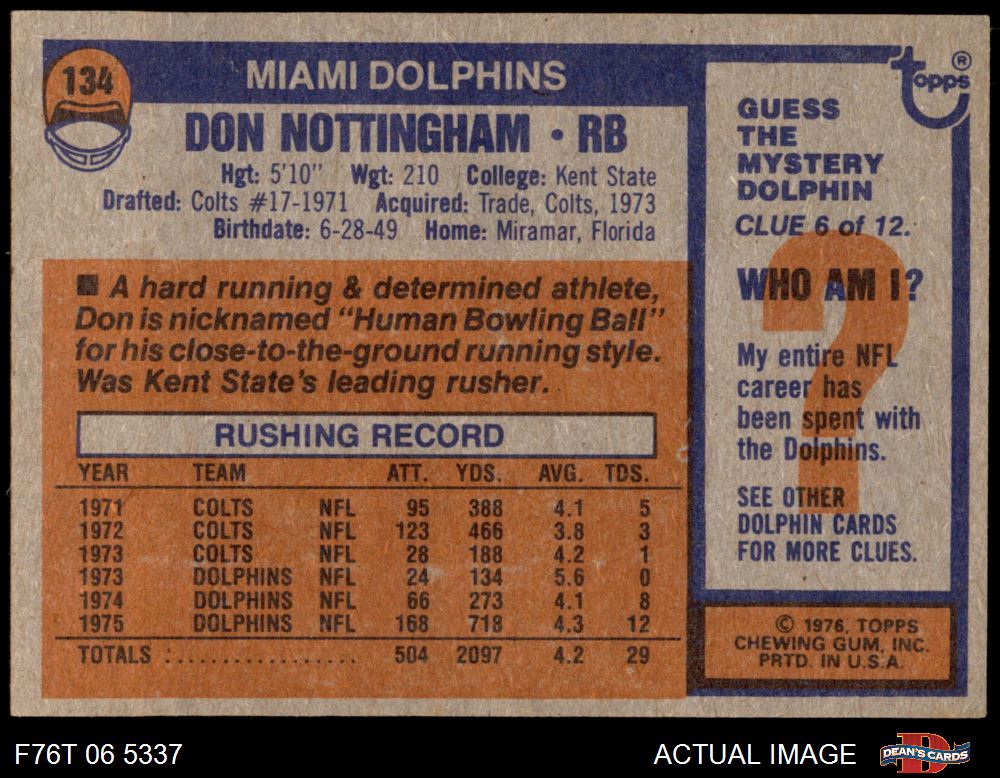 134
MIAMI DOLPHINS
DON NOTTINGHAM • RB
Hgt: 5'10" Wgt: 210 College: Kent State
Drafted: Colts #17-1971 Acquired: Trade, Colts, 1973
Birthdate: 6-28-49 Home: Miramar, Florida
■ A hard running & determined athlete,
Don is nicknamed "Human Bowling Ball"
for his close-to-the-ground running style.
Was Kent State's leading rusher.
RUSHING RECORD
YEAR TEAM ATT. YDS. AVG. TDS.
1971 COLTS NFL 95 388 4.1 5
1972 COLTS NFL 123 466 3.8 3
1973 COLTS NFL 28 188 4.2 1
1973 DOLPHINS NFL 24 134 5.6 0
1974 DOLPHINS NFL 66 273 4.1 8
1975 DOLPHINS NFL 168 718 4.3 12
TOTALS ................. 504 2097 4.2 29
Topps ®
GUESS
THE
MYSTERY
DOLPHIN
CLUE 6 of 12.
?
WHO AM I?
My entire NFL
career has
been spent with
the Dolphins.
SEE OTHER
DOLPHIN CARDS
FOR MORE CLUES.
© 1976, TOPPS
CHEWING GUM, INC.
PRTD. IN U.S.A.
F76T 06 5337
ACTUAL IMAGE
D
DEAN'S CARDS